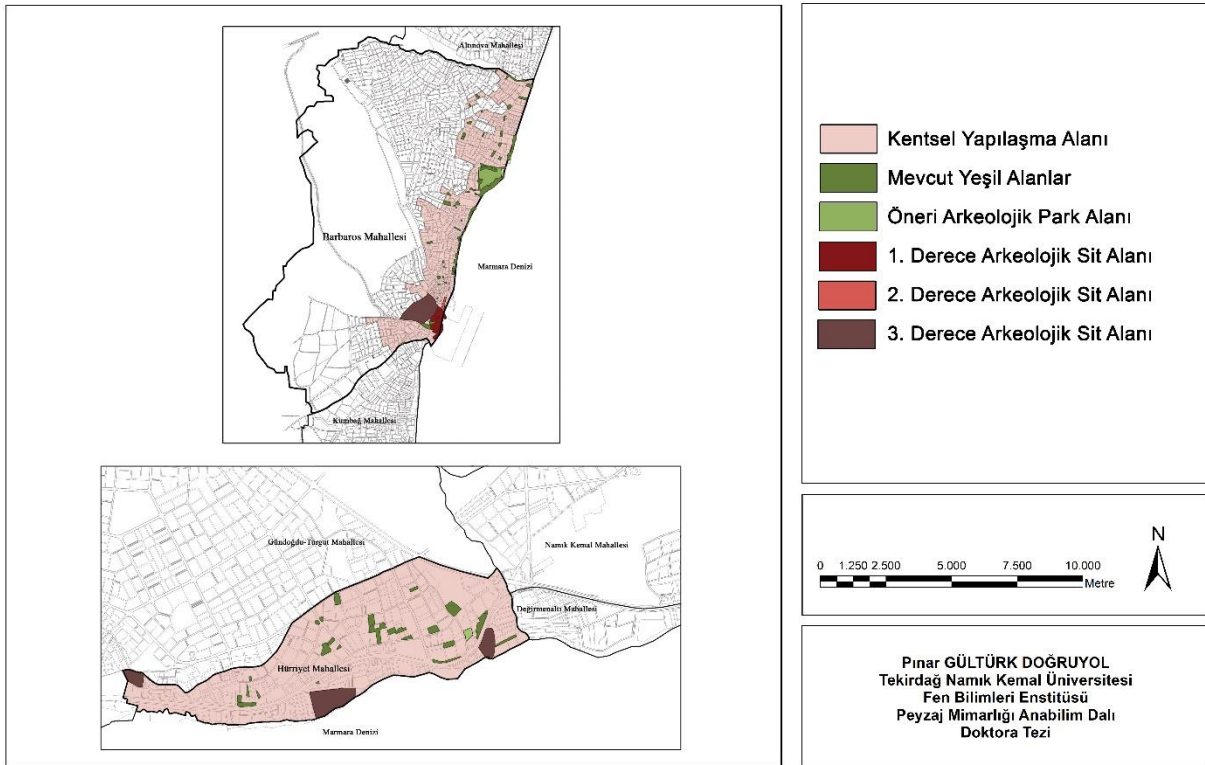 Altınova Mahallesi
Barbaros Mahallesi
Marmara Denizi
Kumbağ Mahallesi
Gündoğdu-Turgut Mahallesi
Namık Kemal Mahallesi
Değirmenaltı Mahallesi
Hürriyet Mahallesi
Marmara Denizi
Kentsel Yapılaşma Alanı
Mevcut Yeşil Alanlar
Öneri Arkeolojik Park Alanı
1. Derece Arkeolojik Sit Alanı
2. Derece Arkeolojik Sit Alanı
3. Derece Arkeolojik Sit Alanı
N
0 1.250 2.500 5.000 7.500 10.000
Metre
Pınar GÜLTÜRK DOĞRUYOL
Tekirdağ Namık Kemal Üniversitesi
Fen Bilimleri Enstitüsü
Peyzaj Mimarlığı Anabilim Dalı
Doktora Tezi